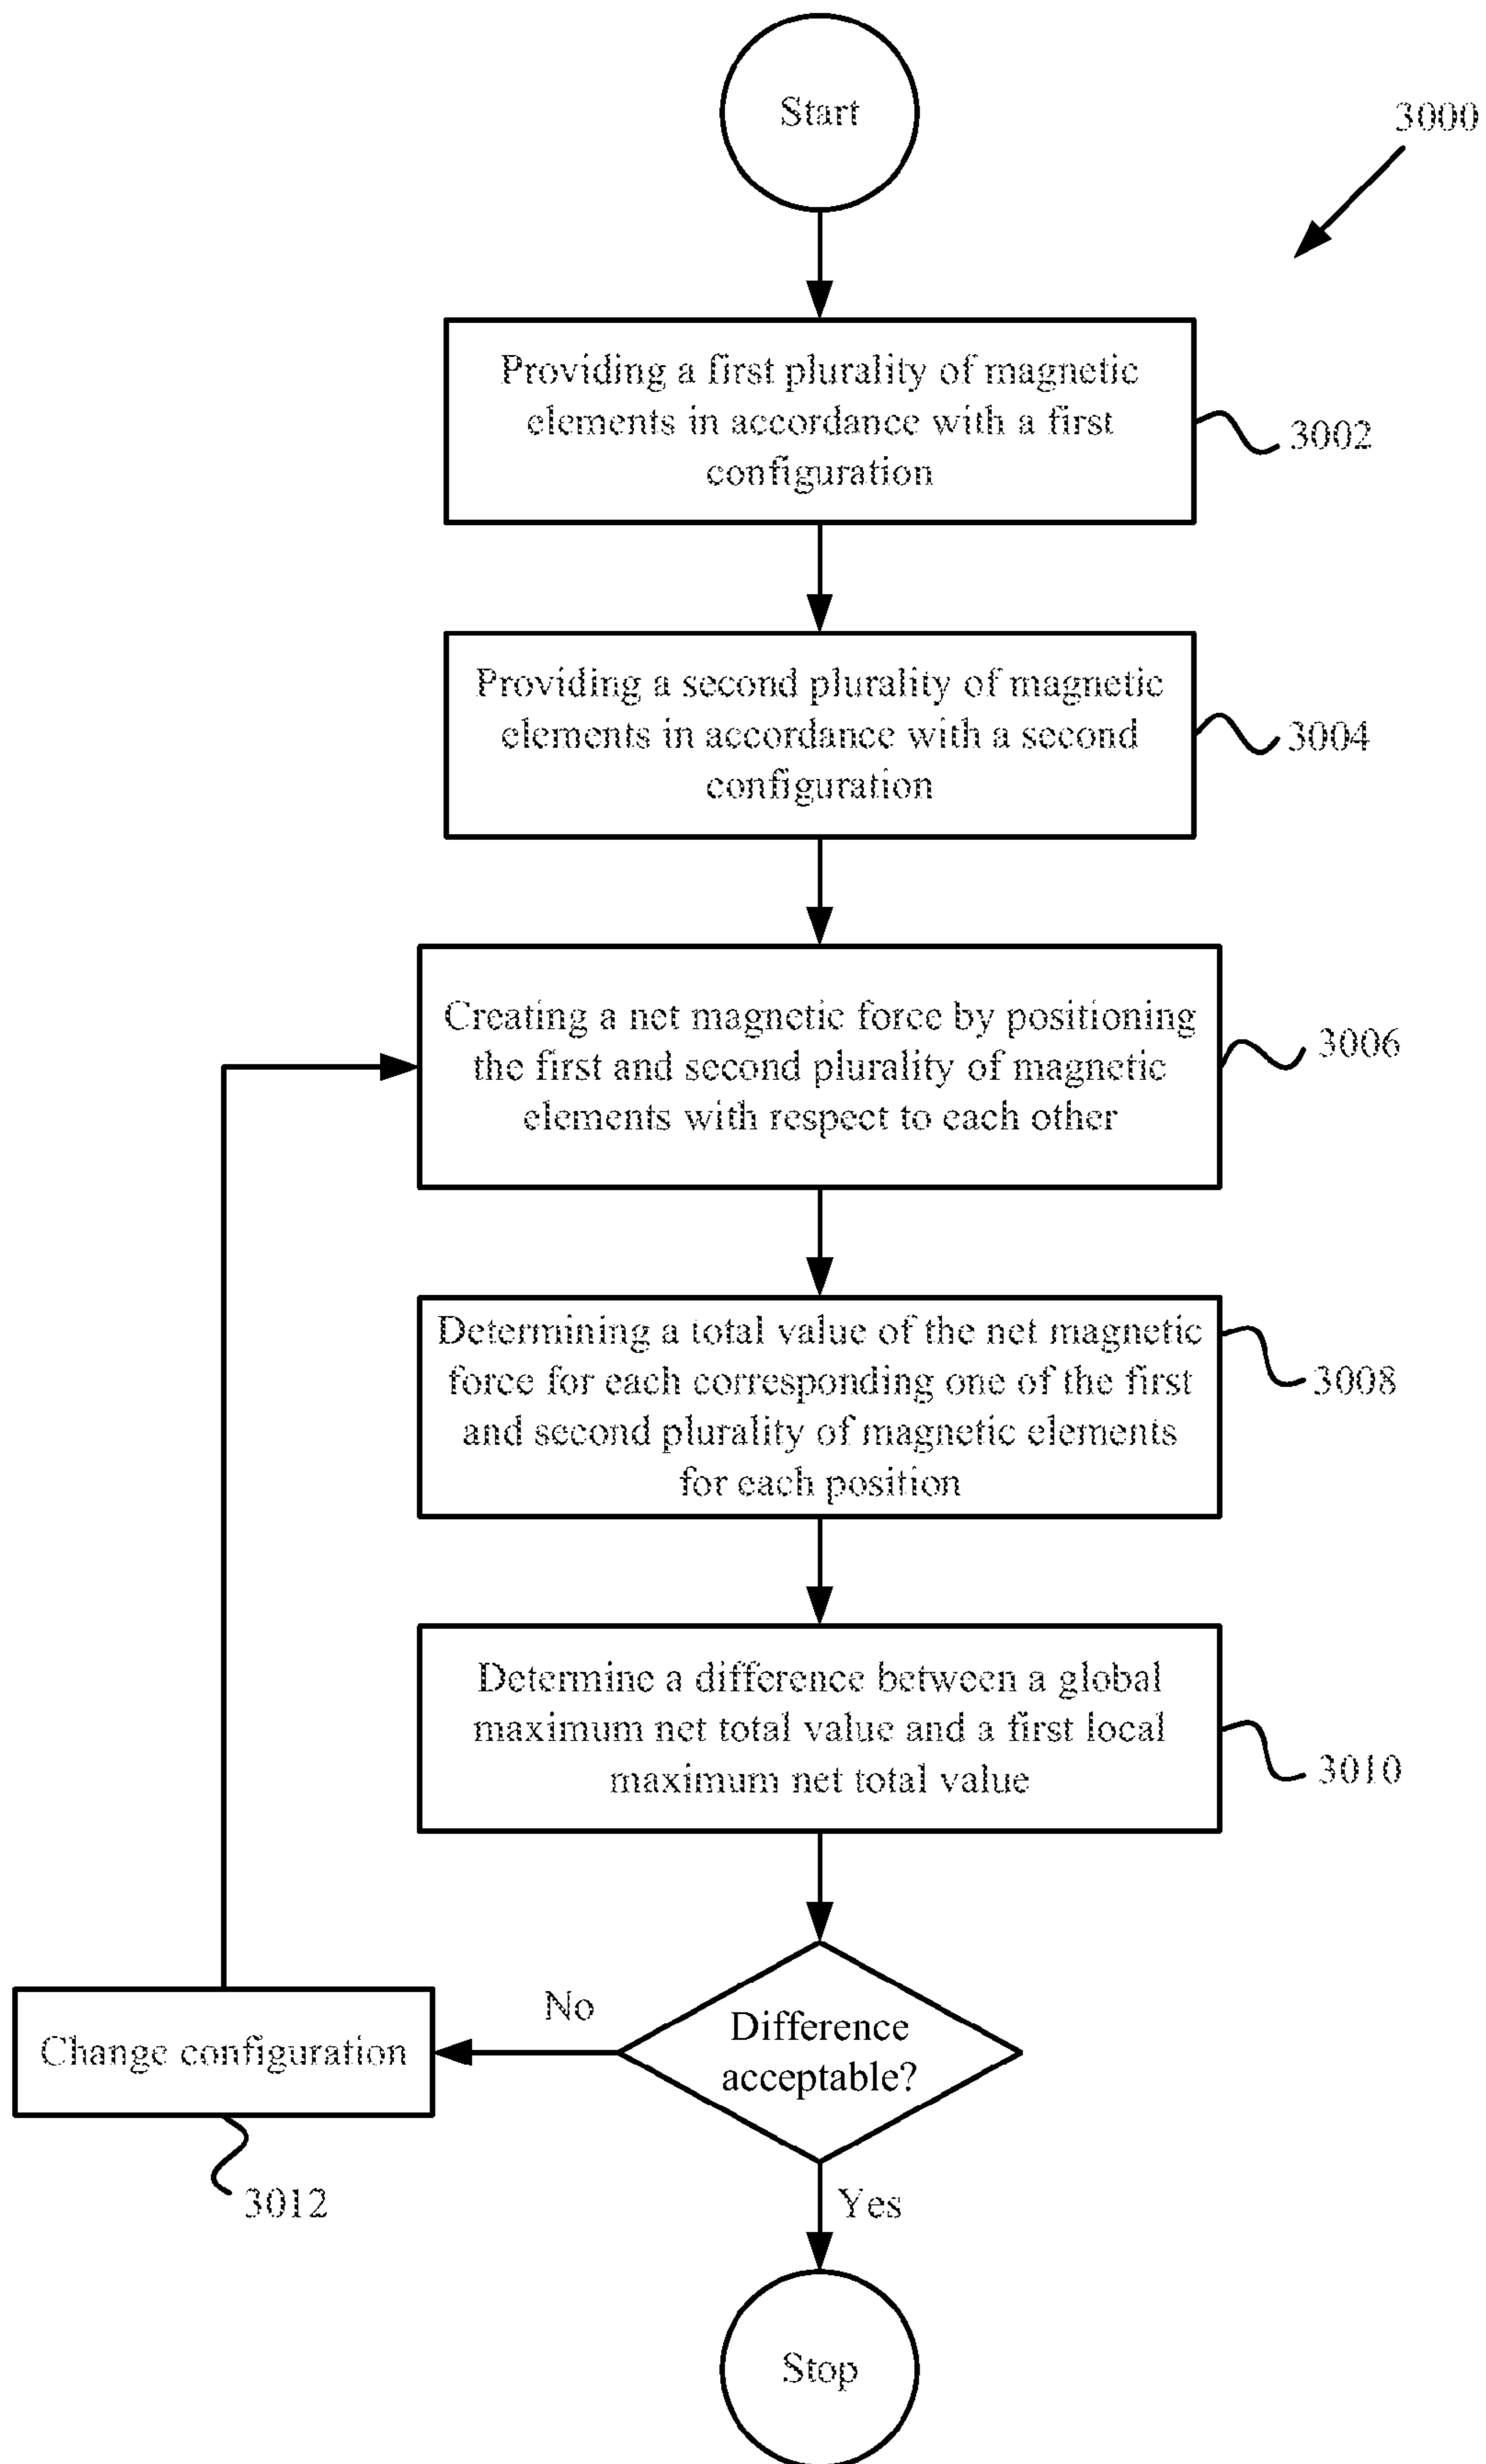 Start
3000
Providing a first plurality of magnetic
elements in accordance with a first
configuration
3002
Providing a second plurality of magnetic
elements in accordance with a second
configuration
3004
Creating a net magnetic force by positioning
the first and second plurality of magnetic
elements with respect to each other
3006
Determining a total value of the net magnetic
force for each corresponding one of the first
and second plurality of magnetic elements
for each position
3008
Determine a difference between a global
maximum net total value and a first local
maximum net total value
3010
Difference
acceptable?
No
Change configuration
3012
Yes
Stop